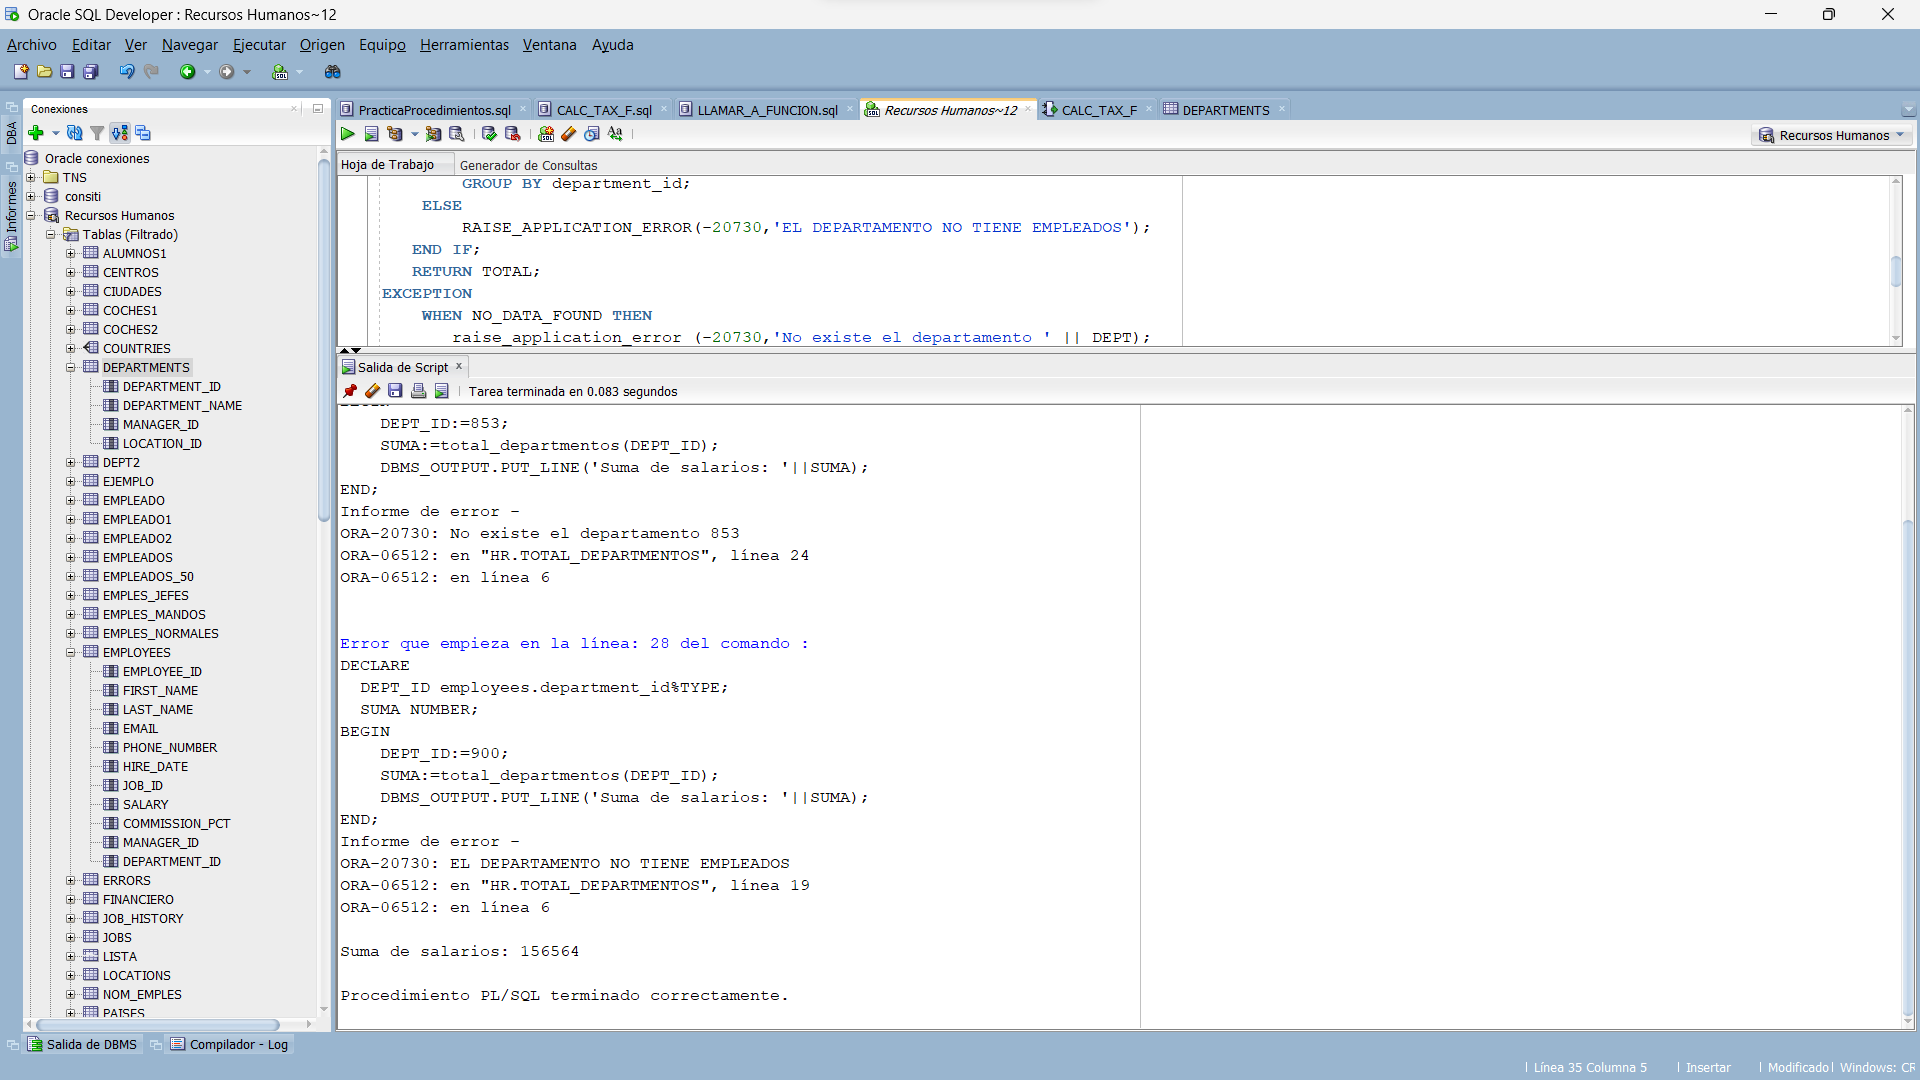 Oracle SQL Developer : Recursos Humanos~12
Archivo Editar Ver Navegar Ejecutar Origen Equipo Herramientas Ventana Ayuda
DBA
Informes
Conexiones
Oracle conexiones
TNS
consiti
Recursos Humanos
Tablas (Filtrado)
ALUMNOS1
CENTROS
CIUDADES
COCHES1
COCHES2
COUNTRIES
DEPARTMENTS
DEPARTMENT_ID
DEPARTMENT_NAME
MANAGER_ID
LOCATION_ID
DEPT2
EJEMPLO
EMPLEADO
EMPLEADO1
EMPLEADO2
EMPLEADOS
EMPLEADOS_50
EMPLES_JEFES
EMPLES_MANDOS
EMPLES_NORMALES
EMPLOYEES
EMPLOYEE_ID
FIRST_NAME
LAST_NAME
EMAIL
PHONE_NUMBER
HIRE_DATE
JOB_ID
SALARY
COMMISSION_PCT
MANAGER_ID
DEPARTMENT_ID
ERRORS
FINANCIERO
JOB_HISTORY
JOBS
LISTA
LOCATIONS
NOM_EMPLES
PAISES
PracticaProcedimientos.sql CALC_TAX_F.sql LLAMAR_A_FUNCION.sql Recursos Humanos~12 CALC_TAX_F DEPARTMENTS
Recursos Humanos
Hoja de Trabajo Generador de Consultas
GROUP BY department_id;
ELSE
RAISE_APPLICATION_ERROR(-20730,'EL DEPARTAMENTO NO TIENE EMPLEADOS');
END IF;
RETURN TOTAL;
EXCEPTION
WHEN NO_DATA_FOUND THEN
raise_application_error (-20730,'No existe el departamento ' || DEPT);
Salida de Script
Tarea terminada en 0.083 segundos
DEPT_ID:=853;
SUMA:=total_departmentos(DEPT_ID);
DBMS_OUTPUT.PUT_LINE('Suma de salarios: '||SUMA);
END;
Informe de error -
ORA-20730: No existe el departamento 853
ORA-06512: en "HR.TOTAL_DEPARTMENTOS", línea 24
ORA-06512: en línea 6
Error que empieza en la línea: 28 del comando :
DECLARE
DEPT_ID employees.department_id%TYPE;
SUMA NUMBER;
BEGIN
DEPT_ID:=900;
SUMA:=total_departmentos(DEPT_ID);
DBMS_OUTPUT.PUT_LINE('Suma de salarios: '||SUMA);
END;
Informe de error -
ORA-20730: EL DEPARTAMENTO NO TIENE EMPLEADOS
ORA-06512: en "HR.TOTAL_DEPARTMENTOS", línea 19
ORA-06512: en línea 6
Suma de salarios: 156564
Procedimiento PL/SQL terminado correctamente.
Salida de DBMS Compilador - Log
Línea 35 Columna 5 Insertar Modificado Windows: CR